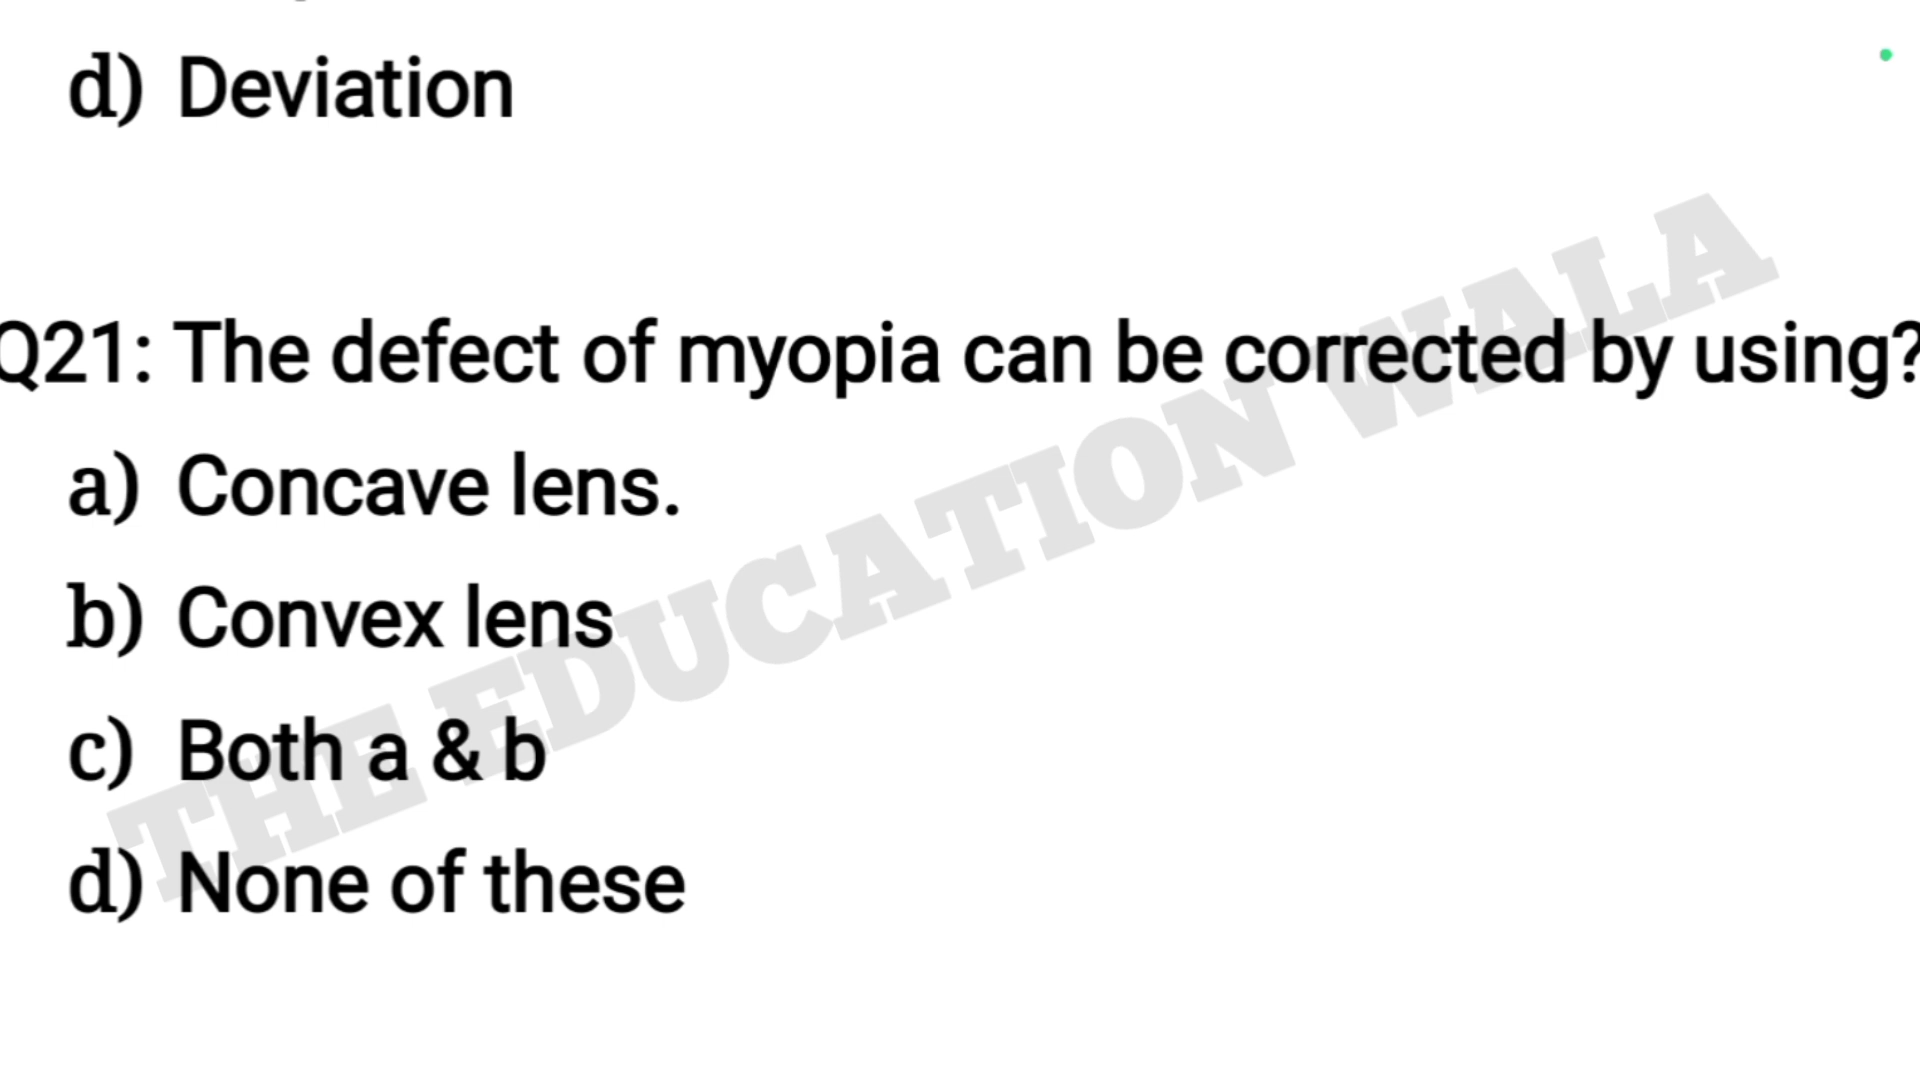 d) Deviation
Q21: The defect of myopia can be corrected by using?
a) Concave lens.
b) Convex lens
c) Both a & b
d) None of these
THE EDUCATION WALA